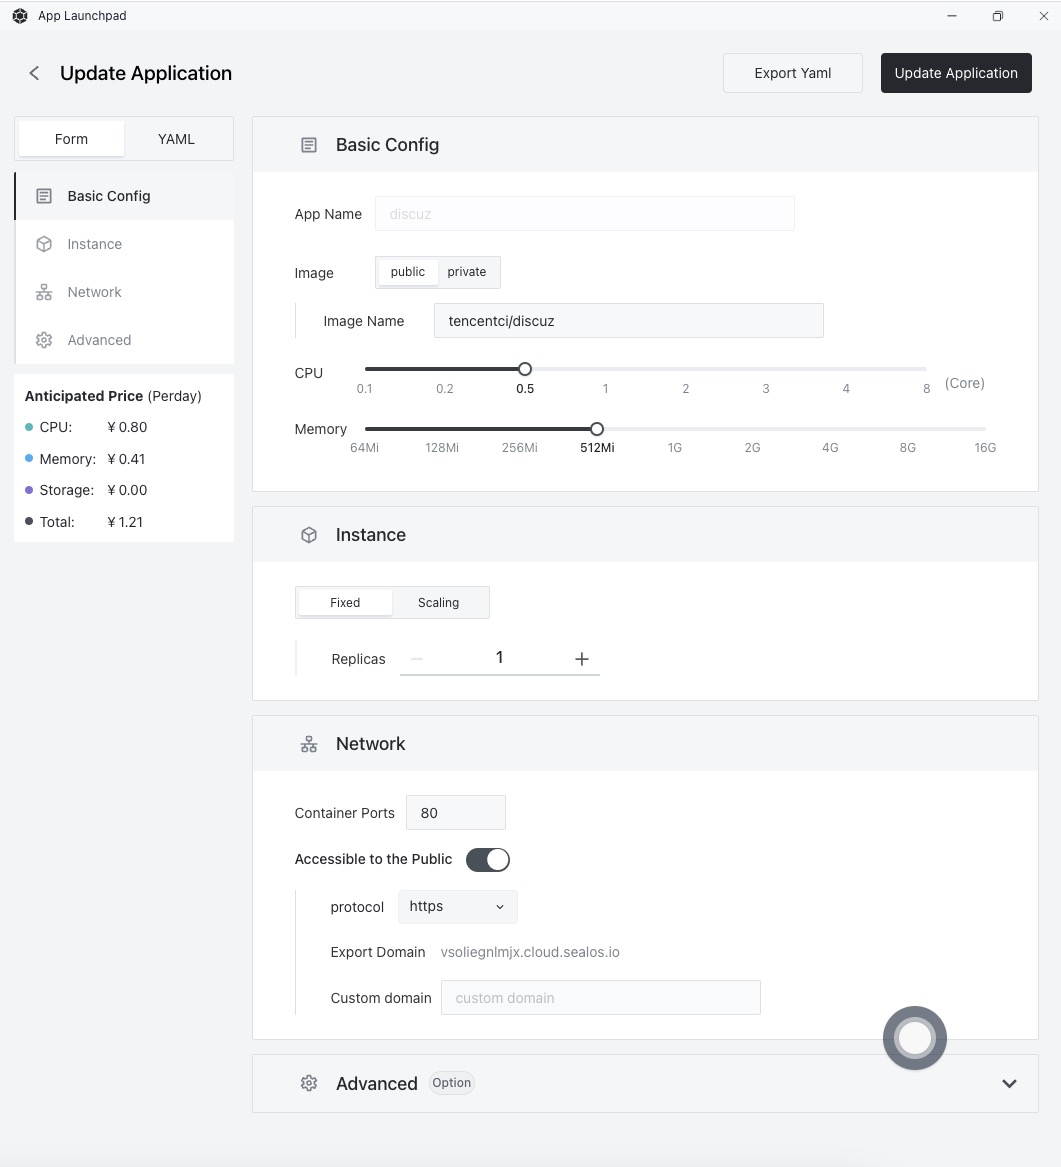 App Launchpad
Update Application
Export Yaml
Update Application
Form
YAML
Basic Config
Instance
Network
Advanced
Anticipated Price (Perday)
CPU: ¥ 0.80
Memory: ¥ 0.41
Storage: ¥ 0.00
Total: ¥ 1.21
Basic Config
App Name discuz
Image public private
Image Name tencentci/discuz
CPU
0.1 0.2 0.5 1 2 3 4 8 (Core)
Memory
64Mi 128Mi 256Mi 512Mi 1G 2G 4G 8G 16G
Instance
Fixed Scaling
Replicas 1
Network
Container Ports 80
Accessible to the Public
protocol https
Export Domain vsoliegnlmjx.cloud.sealos.io
Custom domain custom domain
Advanced Option